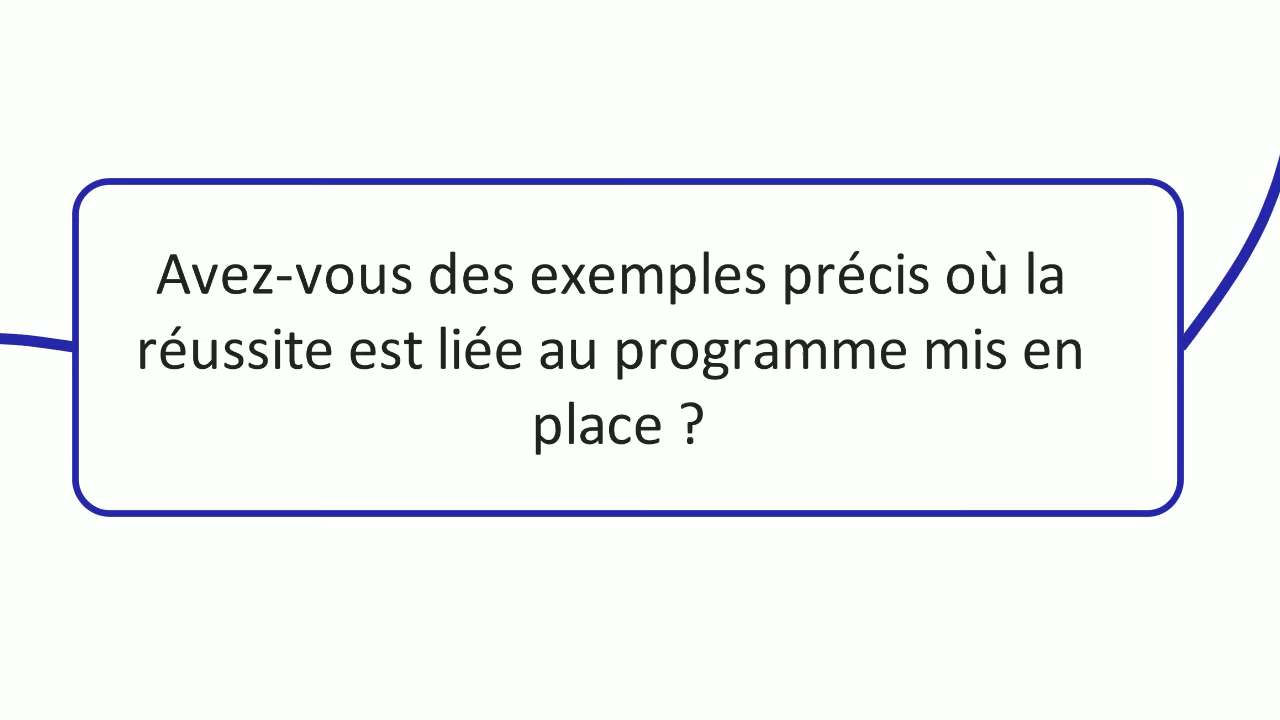 Avez-vous des exemples précis où la
réussite est liée au programme mis en
place ?